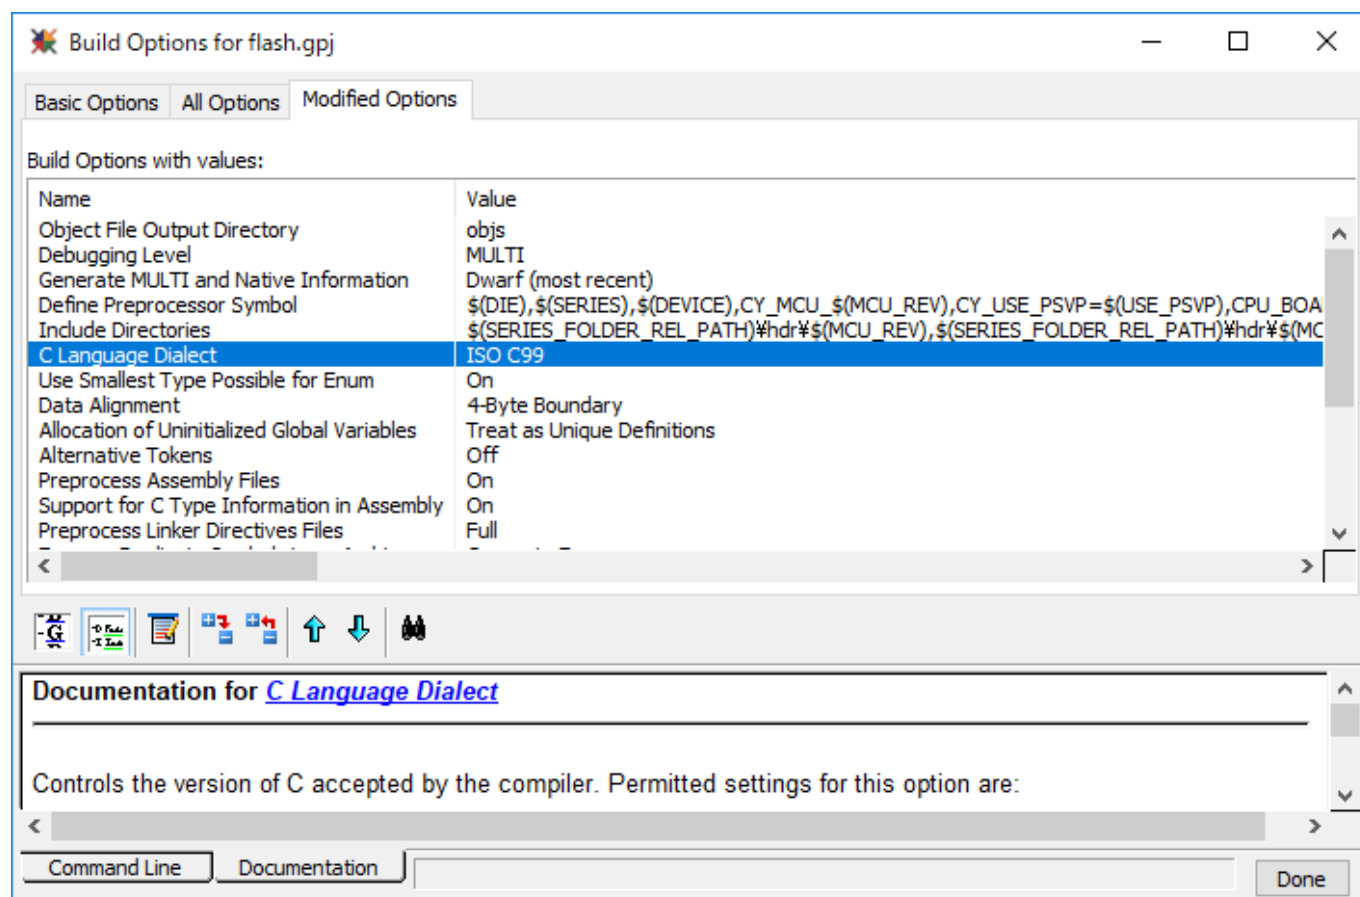 Build Options for flash.gpj
Basic Options All Options Modified Options
Build Options with values:
Name Value
Object File Output Directory objs
Debugging Level MULTI
Generate MULTI and Native Information Dwarf (most recent)
Define Preprocessor Symbol $(DIE),$(SERIES),$(DEVICE),CY_MCU_$(MCU_REV),CY_USE_PSVP=$(USE_PSVP),CPU_BOA
Include Directories $(SERIES_FOLDER_REL_PATH)¥hdr¥$(MCU_REV),$(SERIES_FOLDER_REL_PATH)¥hdr¥$(MC
C Language Dialect ISO C99
Use Smallest Type Possible for Enum On
Data Alignment 4-Byte Boundary
Allocation of Uninitialized Global Variables Treat as Unique Definitions
Alternative Tokens Off
Preprocess Assembly Files On
Support for C Type Information in Assembly On
Preprocess Linker Directives Files Full
Documentation for C Language Dialect
Controls the version of C accepted by the compiler. Permitted settings for this option are:
Command Line Documentation
Done